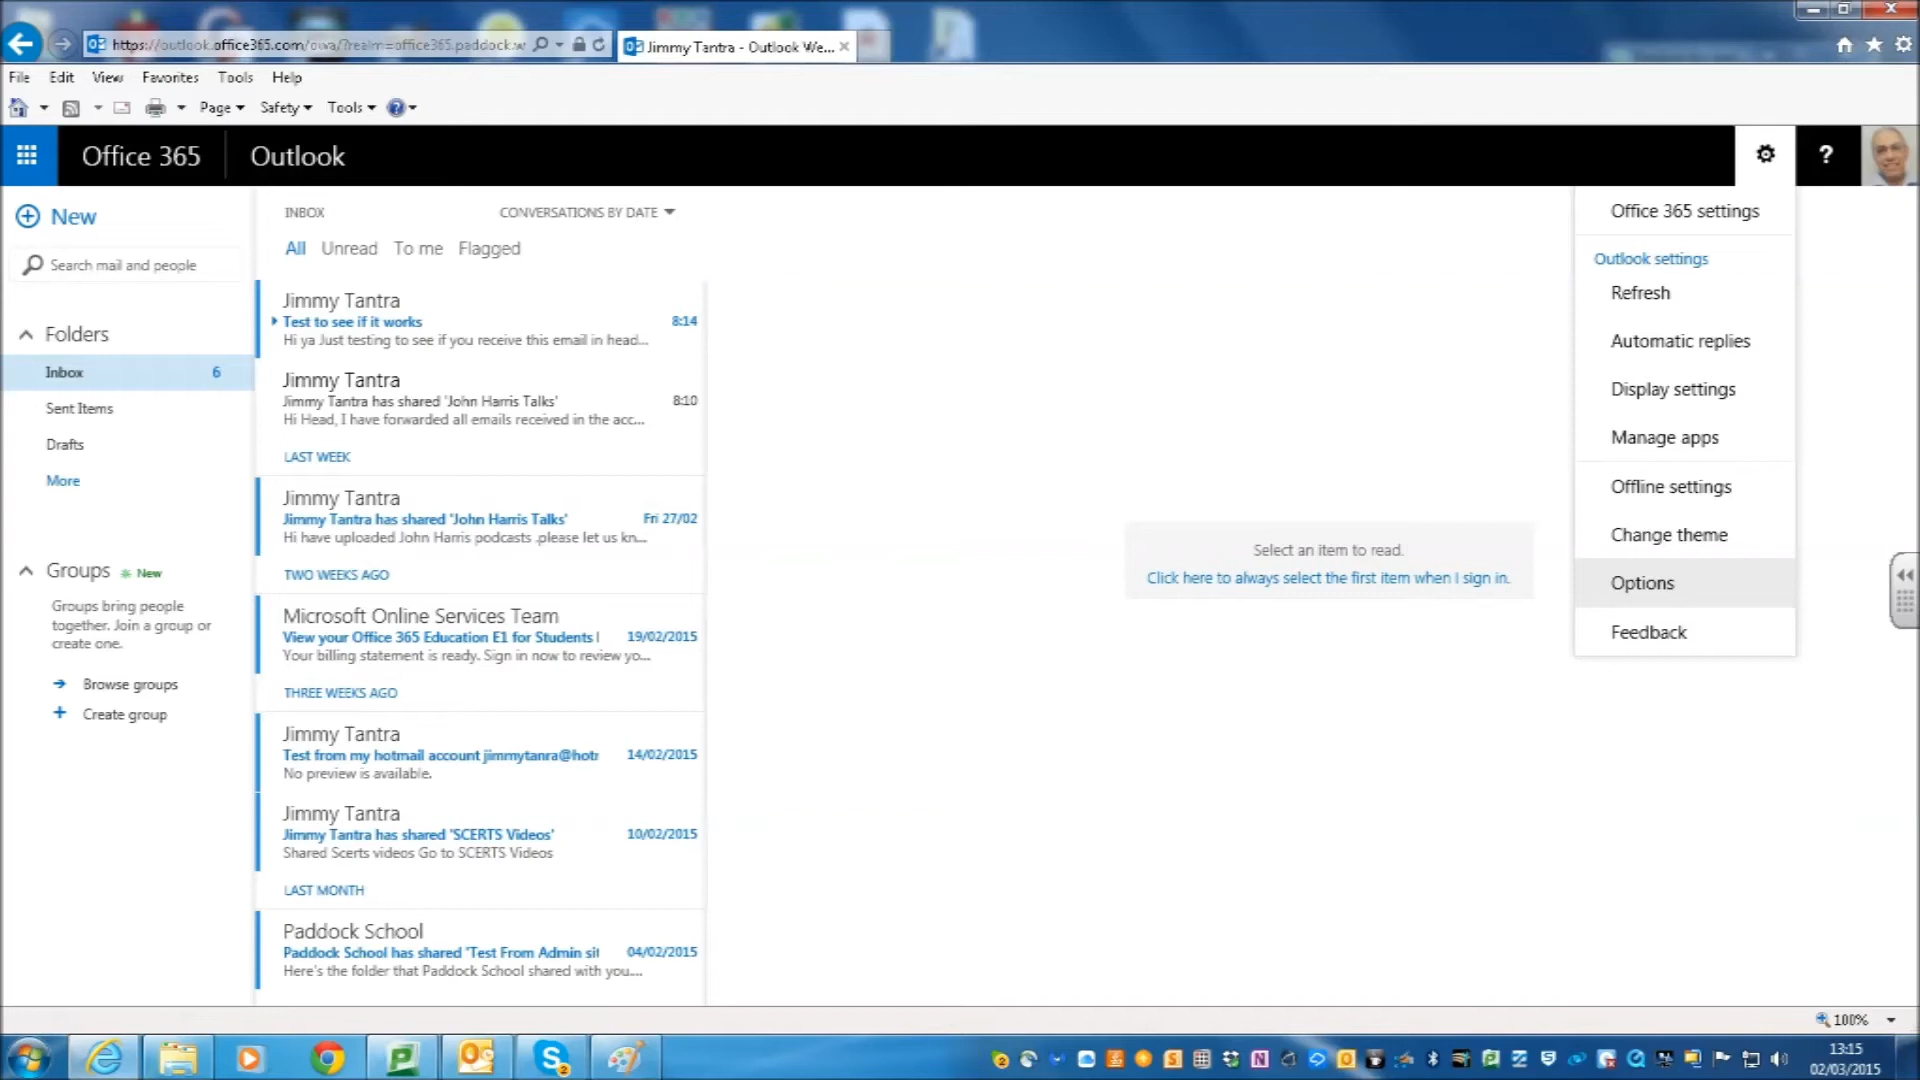 https://outlook.office365.com/owa/?realm=office365.paddock.w
Jimmy Tantra - Outlook We...
File Edit View Favorites Tools Help
Page Safety Tools
Office 365 Outlook
?
New
Search mail and people
Folders
Inbox 6
Sent Items
Drafts
More
Groups New
Groups bring people
together. Join a group or
create one.
Browse groups
Create group
INBOX CONVERSATIONS BY DATE
All Unread To me Flagged
Jimmy Tantra
Test to see if it works 8:14
Hi ya Just testing to see if you receive this email in head...
Jimmy Tantra
Jimmy Tantra has shared 'John Harris Talks' 8:10
Hi Head, I have forwarded all emails received in the acc...
LAST WEEK
Jimmy Tantra
Jimmy Tantra has shared 'John Harris Talks' Fri 27/02
Hi have uploaded John Harris podcasts .please let us kn...
TWO WEEKS AGO
Microsoft Online Services Team
View your Office 365 Education E1 for Students 19/02/2015
Your billing statement is ready. Sign in now to review yo...
THREE WEEKS AGO
Jimmy Tantra
Test from my hotmail account jimmytanra@hotr 14/02/2015
No preview is available.
Jimmy Tantra
Jimmy Tantra has shared 'SCERTS Videos' 10/02/2015
Shared Scerts videos Go to SCERTS Videos
LAST MONTH
Paddock School
Paddock School has shared 'Test From Admin sit 04/02/2015
Here's the folder that Paddock School shared with you....
Select an item to read.
Click here to always select the first item when I sign in.
Office 365 settings
Outlook settings
Refresh
Automatic replies
Display settings
Manage apps
Offline settings
Change theme
Options
Feedback
100%
13:15
02/03/2015